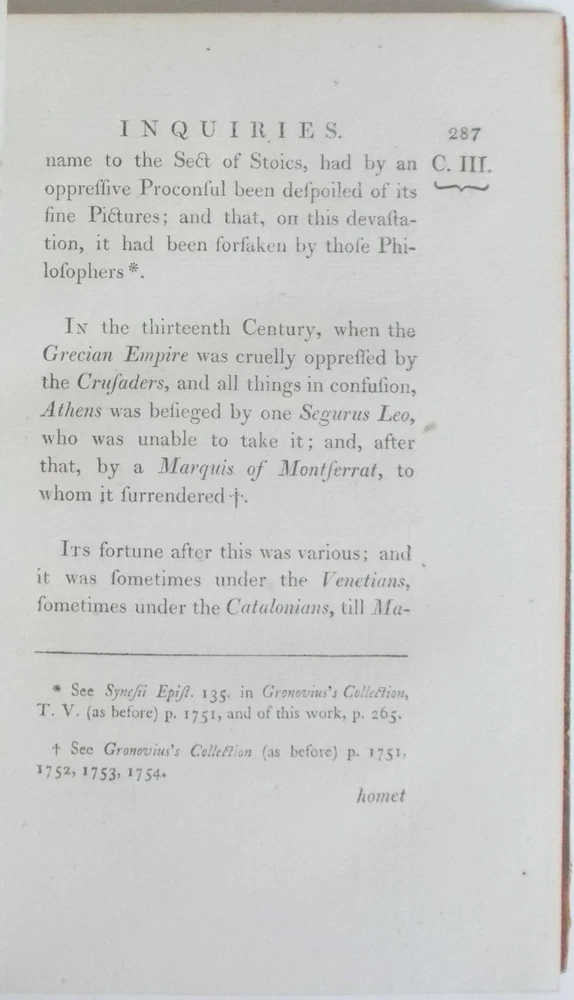 INQUIRIES. 287
name to the Sect of Stoics, had by an C. III.
oppreſſive Proconſul been deſpoiled of its
fine Pictures; and that, on this devaſta-
tion, it had been forſaken by thoſe Phi-
loſophers *.
In the thirteenth Century, when the
Grecian Empire was cruelly oppreſſed by
the Cruſaders, and all things in confuſion,
Athens was beſieged by one Segurus Leo,
who was unable to take it; and, after
that, by a Marquis of Montſerrat, to
whom it ſurrendered †.
Its fortune after this was various; and
it was ſometimes under the Venetians,
ſometimes under the Catalonians, till Ma-
* See Syneſii Epiſt. 135. in Gronovius's Collection,
T. V. (as before) p. 1751, and of this work, p. 265.
† See Gronovius's Collection (as before) p. 1751,
1752, 1753, 1754.
homet